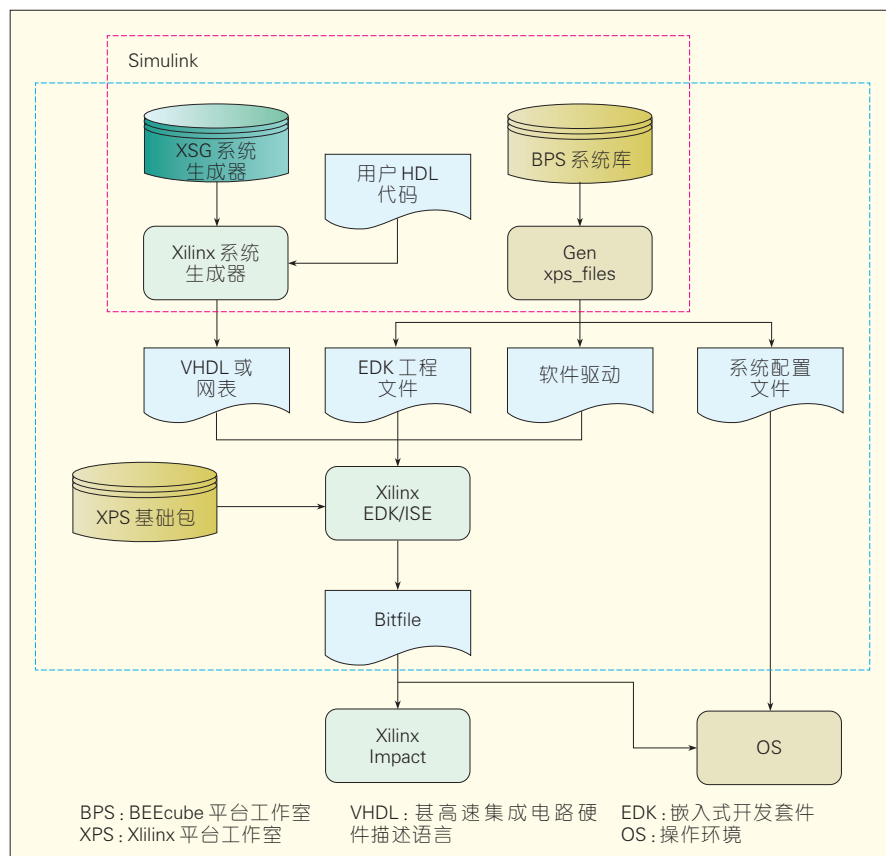 Simulink
XSG 系统
生成器
用户 HDL
代码
BPS 系统库
Xilinx 系统
生成器
Gen
xps_files
VHDL 或
网表
EDK 工程
文件
软件驱动
系统配置
文件
XPS 基础包
Xilinx
EDK/ISE
Bitfile
Xilinx
Impact
OS
BPS：BEEcube 平台工作室
XPS：Xlilinx 平台工作室
VHDL：甚高速集成电路硬
件描述语言
EDK：嵌入式开发套件
OS：操作环境